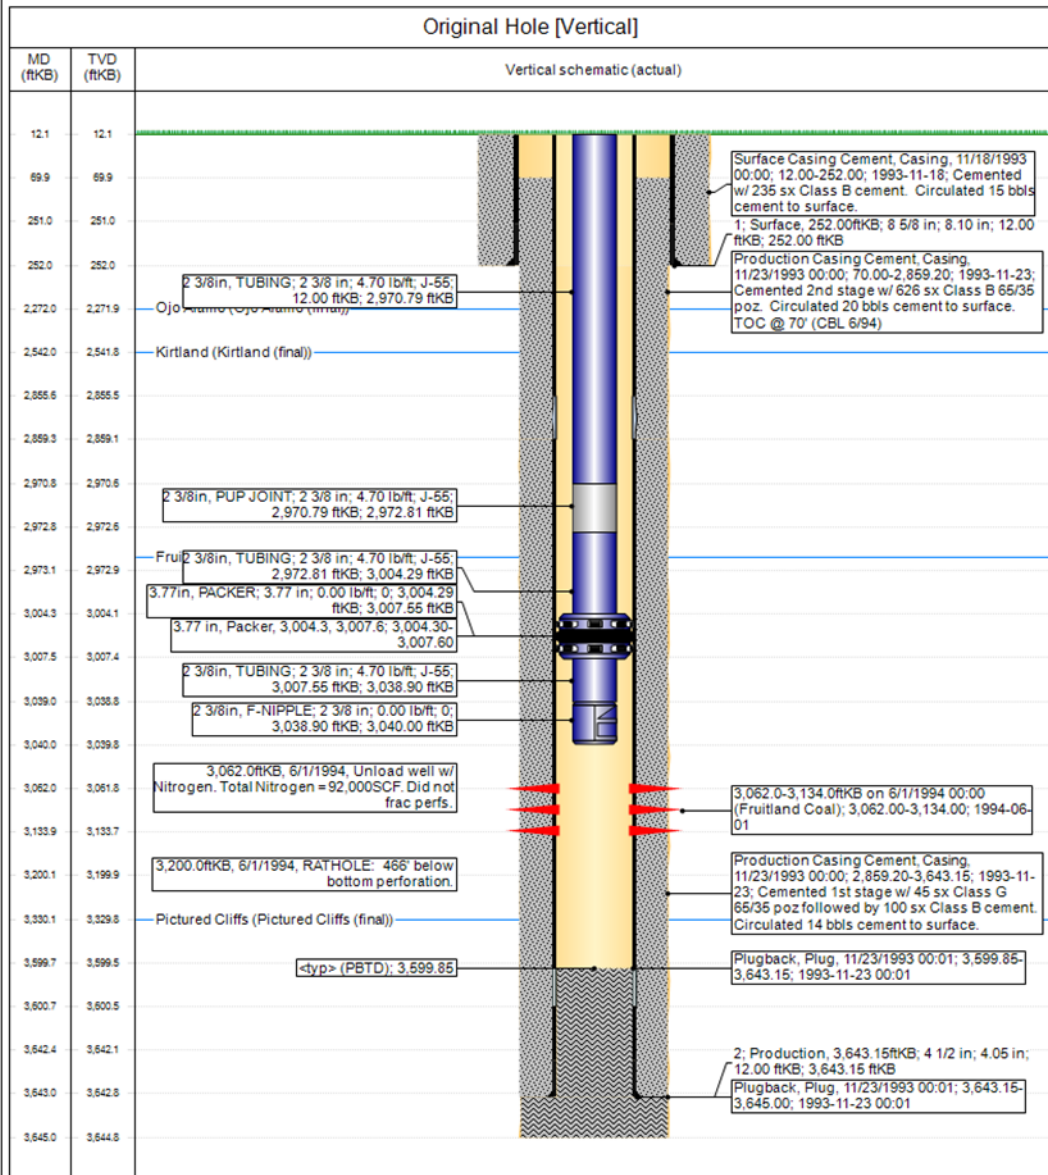 Original Hole [Vertical]
MD
(ftKB)
TVD
(ftKB)
Vertical schematic (actual)
12.1 12.1
69.9 69.9
251.0 251.0
252.0 252.0
2,272.0 2,271.9
2,542.0 2,541.8
2,855.6 2,855.5
2,859.3 2,859.1
2,970.8 2,970.6
2,972.8 2,972.6
2,973.1 2,972.9
3,004.3 3,004.1
3,007.5 3,007.4
3,039.0 3,038.8
3,040.0 3,039.8
3,062.0 3,061.8
3,133.9 3,133.7
3,200.1 3,199.9
3,330.1 3,329.8
3,599.7 3,599.5
3,600.7 3,600.5
3,642.4 3,642.1
3,643.0 3,642.8
3,645.0 3,644.8
2 3/8in, TUBING; 2 3/8 in; 4.70 lb/ft; J-55;
12.00 ftKB; 2,970.79 ftKB
Ojo Alamo (Ojo Alamo (final))
Kirtland (Kirtland (final))
2 3/8in, PUP JOINT; 2 3/8 in; 4.70 lb/ft; J-55;
2,970.79 ftKB; 2,972.81 ftKB
Fruit
2 3/8in, TUBING; 2 3/8 in; 4.70 lb/ft; J-55;
2,972.81 ftKB; 3,004.29 ftKB
3.77in, PACKER; 3.77 in; 0.00 lb/ft; 0; 3,004.29
ftKB; 3,007.55 ftKB
3.77 in, Packer, 3,004.3, 3,007.6; 3,004.30-
3,007.60
2 3/8in, TUBING; 2 3/8 in; 4.70 lb/ft; J-55;
3,007.55 ftKB; 3,038.90 ftKB
2 3/8in, F-NIPPLE; 2 3/8 in; 0.00 lb/ft; 0;
3,038.90 ftKB; 3,040.00 ftKB
3,062.0ftKB, 6/1/1994, Unload well w/
Nitrogen. Total Nitrogen = 92,000SCF. Did not
frac perfs.
3,200.0ftKB, 6/1/1994, RATHOLE: 466' below
bottom perforation.
Pictured Cliffs (Pictured Cliffs (final))
<typ> (PBTD); 3,599.85
Surface Casing Cement, Casing, 11/18/1993
00:00; 12.00-252.00; 1993-11-18; Cemented
w/ 235 sx Class B cement. Circulated 15 bbls
cement to surface.
1; Surface, 252.00ftKB; 8 5/8 in; 8.10 in; 12.00
ftKB; 252.00 ftKB
Production Casing Cement, Casing,
11/23/1993 00:00; 70.00-2,859.20; 1993-11-23;
Cemented 2nd stage w/ 626 sx Class B 65/35
poz. Circulated 20 bbls cement to surface.
TOC @ 70' (CBL 6/94)
3,062.0-3,134.0ftKB on 6/1/1994 00:00
(Fruitland Coal); 3,062.00-3,134.00; 1994-06-
01
Production Casing Cement, Casing,
11/23/1993 00:00; 2,859.20-3,643.15; 1993-11-
23; Cemented 1st stage w/ 45 sx Class G
65/35 poz followed by 100 sx Class B cement.
Circulated 14 bbls cement to surface.
Plugback, Plug, 11/23/1993 00:01; 3,599.85-
3,643.15; 1993-11-23 00:01
2; Production, 3,643.15ftKB; 4 1/2 in; 4.05 in;
12.00 ftKB; 3,643.15 ftKB
Plugback, Plug, 11/23/1993 00:01; 3,643.15-
3,645.00; 1993-11-23 00:01